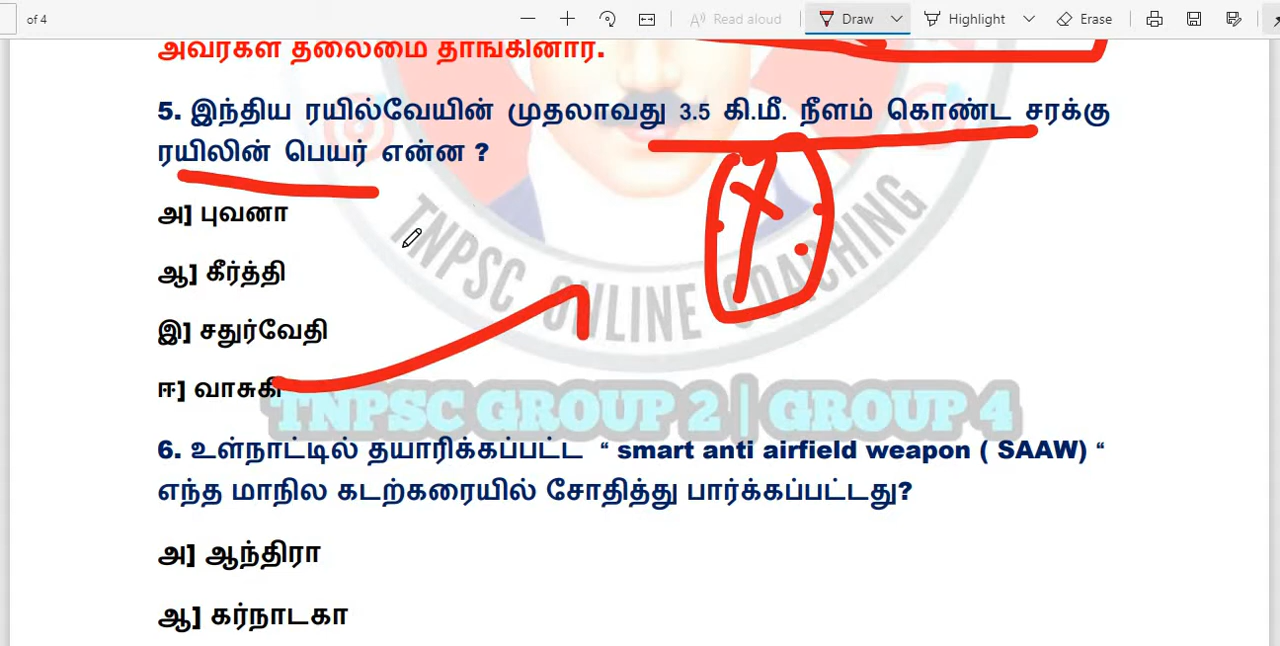 of 4
Read aloud
Draw
Highlight
Erase
அவர்கள் தலைமை தாங்கினார்.
5. இந்திய ரயில்வேயின் முதலாவது 3.5 கி.மீ. நீளம் கொண்ட சரக்கு
ரயிலின் பெயர் என்ன ?
அ] புவனா
ஆ] கீர்த்தி
இ] சதுர்வேதி
ஈ] வாசுகி
TNPSC ONLINE COACHING
TNPSC GROUP 2 | GROUP 4
6. உள்நாட்டில் தயாரிக்கப்பட்ட “ smart anti airfield weapon ( SAAW) “
எந்த மாநில கடற்கரையில் சோதித்து பார்க்கப்பட்டது?
அ] ஆந்திரா
ஆ] கர்நாடகா